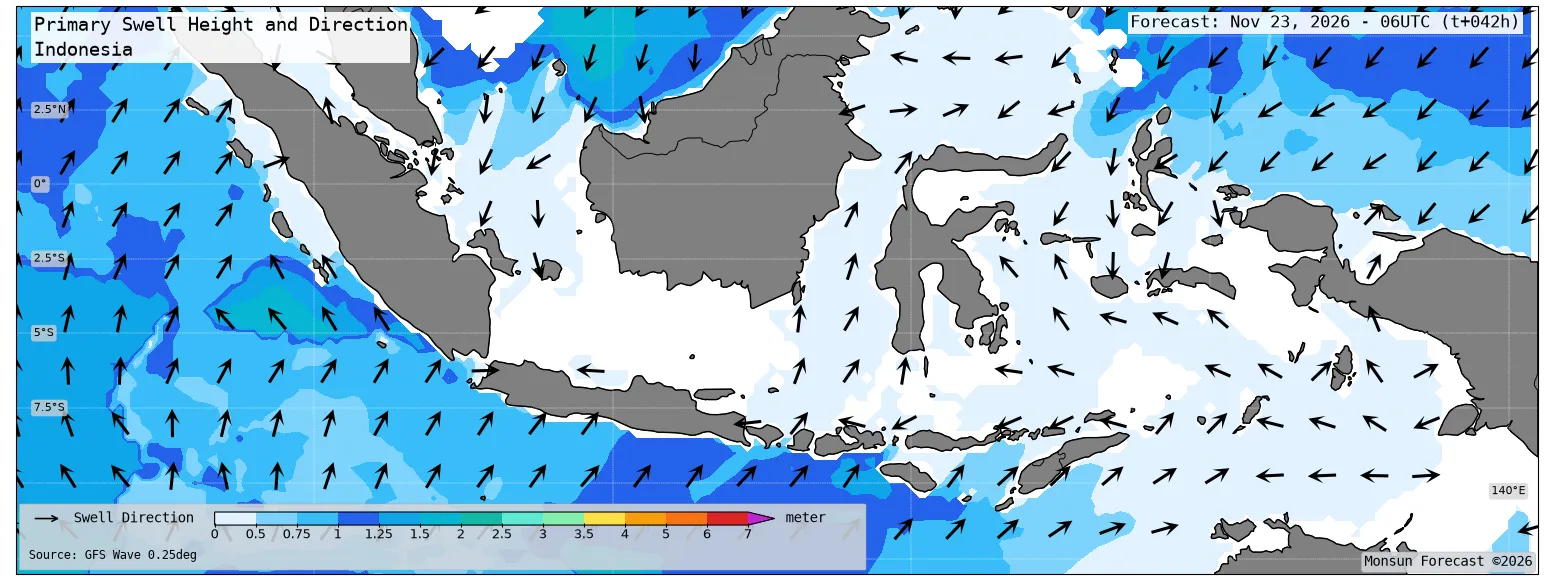 Primary Swell Height and Direction
Indonesia
Forecast: Nov 23, 2026 - 06UTC (t+042h)
2.5°N
0°
2.5°S
5°S
7.5°S
140°E
Swell Direction
0 0.5 0.75 1 1.25 1.5 2 2.5 3 3.5 4 5 6 7
meter
Source: GFS Wave 0.25deg
Monsun Forecast ©2026